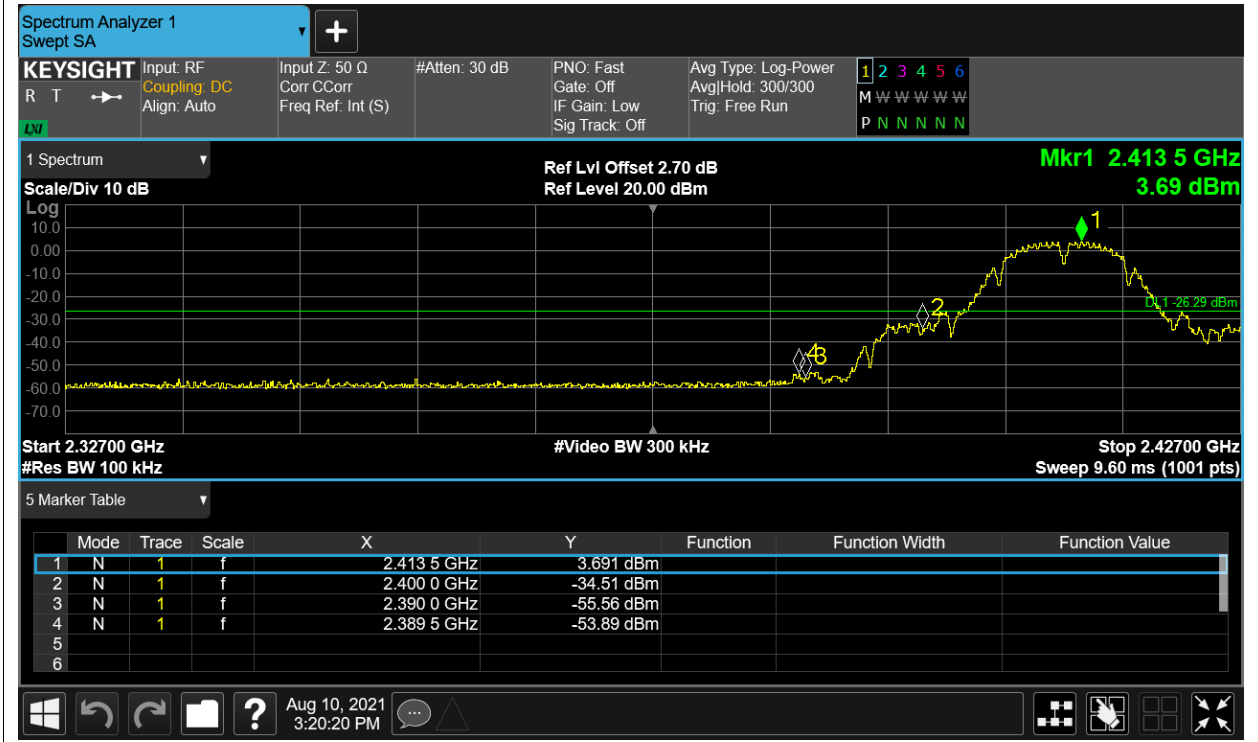 Spectrum Analyzer 1
Swept SA
KEYSIGHT
R T
LXI
Input: RF
Coupling: DC
Align: Auto
Input Z: 50 Ω
Corr CCorr
Freq Ref: Int (S)
#Atten: 30 dB
PNO: Fast
Gate: Off
IF Gain: Low
Sig Track: Off
Avg Type: Log-Power
Avg|Hold: 300/300
Trig: Free Run
1 2 3 4 5 6
M W W W W W
P N N N N N
1 Spectrum
Scale/Div 10 dB
Ref Lvl Offset 2.70 dB
Ref Level 20.00 dBm
Mkr1 2.413 5 GHz
3.69 dBm
Log
10.0
0.00
-10.0
-20.0
-30.0
-40.0
-50.0
-60.0
-70.0
1
2
4
3
DL1 -26.29 dBm
Start 2.32700 GHz
#Video BW 300 kHz
Stop 2.42700 GHz
#Res BW 100 kHz
Sweep 9.60 ms (1001 pts)
5 Marker Table
Mode Trace Scale X Y Function Function Width Function Value
1 N 1 f 2.413 5 GHz 3.691 dBm
2 N 1 f 2.400 0 GHz -34.51 dBm
3 N 1 f 2.390 0 GHz -55.56 dBm
4 N 1 f 2.389 5 GHz -53.89 dBm
5
6
?
Aug 10, 2021
3:20:20 PM